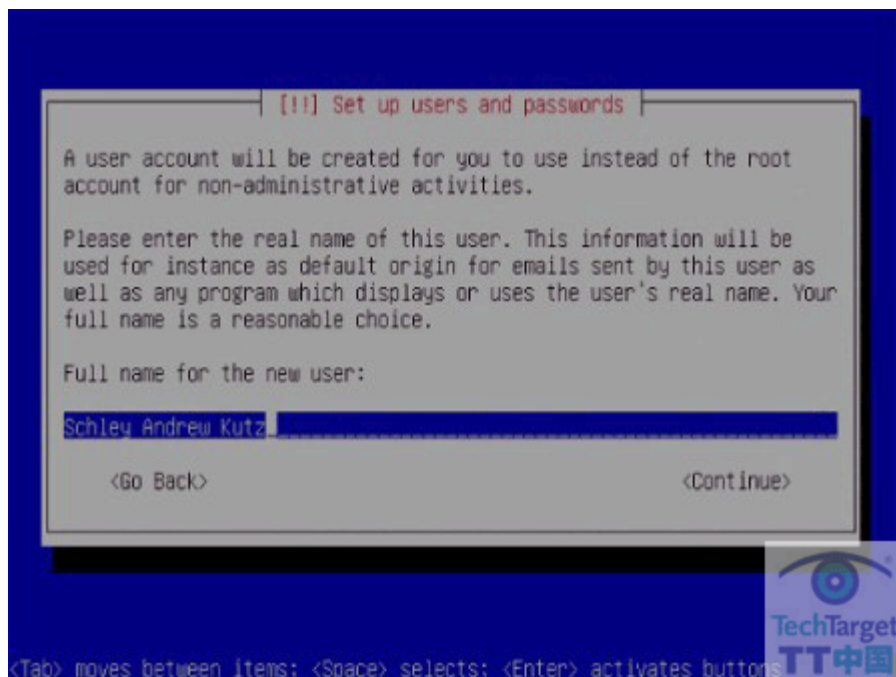 [!!] Set up users and passwords
A user account will be created for you to use instead of the root
account for non-administrative activities.
Please enter the real name of this user. This information will be
used for instance as default origin for emails sent by this user as
well as any program which displays or uses the user's real name. Your
full name is a reasonable choice.
Full name for the new user:
Schley Andrew Kutz
<Go Back> <Continue>
TechTarget
TT中国
<Tab> moves between items; <Space> selects; <Enter> activates buttons